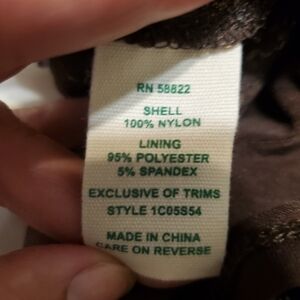 RN 58822
SHELL
100% NYLON
LINING
95% POLYESTER
5% SPANDEX
EXCLUSIVE OF TRIMS
STYLE 1C05S54
MADE IN CHINA
CARE ON REVERSE